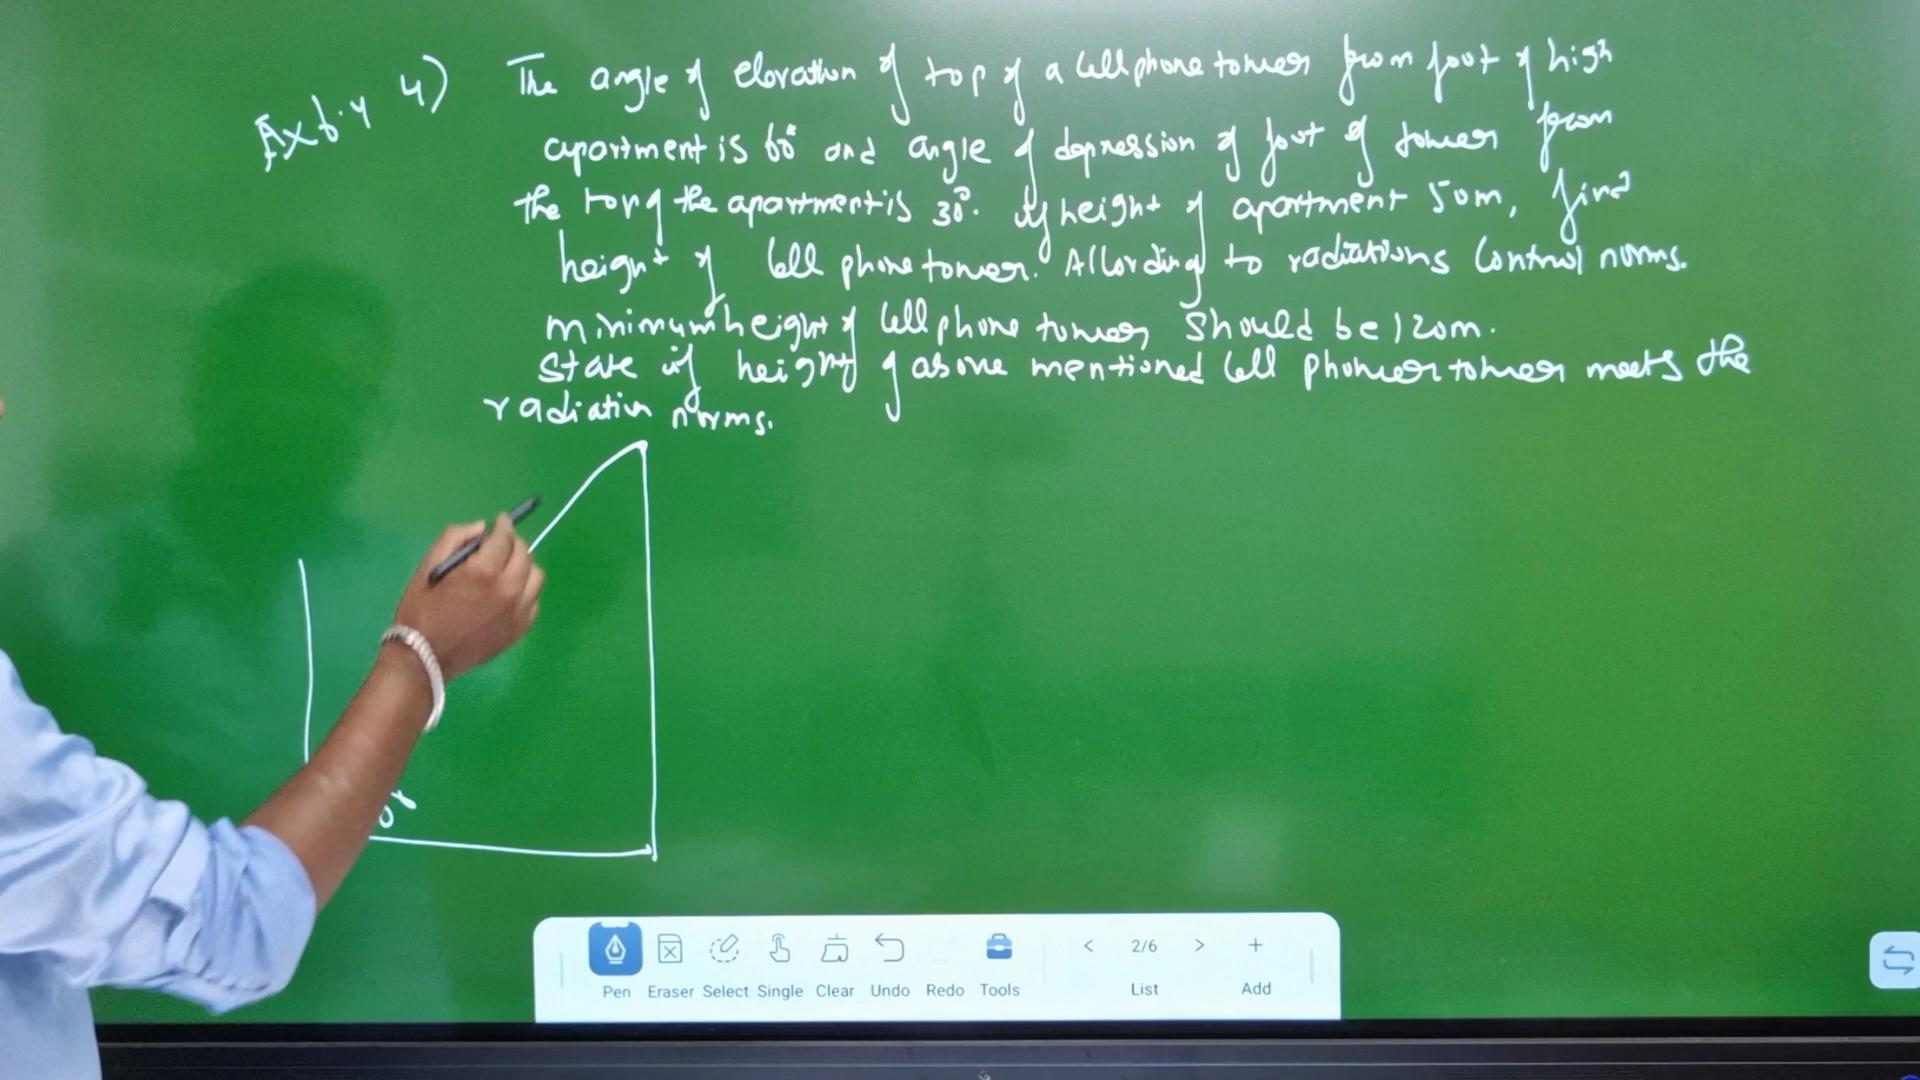 Ex 6.4 4) The angle of elovation of top of a cell phone tower from foot of high
apartment is 60° and angle of depression of foot of tower from
the top of the apartment is 30°. If height of apartment 50m, find
height of cell phone tower. According to radiations control norms.
minimum height of cell phone tower should be 120m.
State if height of above mentioned cell phone tower meets the
radiation norms.
Pen Eraser Select Single Clear Undo Redo Tools < 2/6 > List + Add